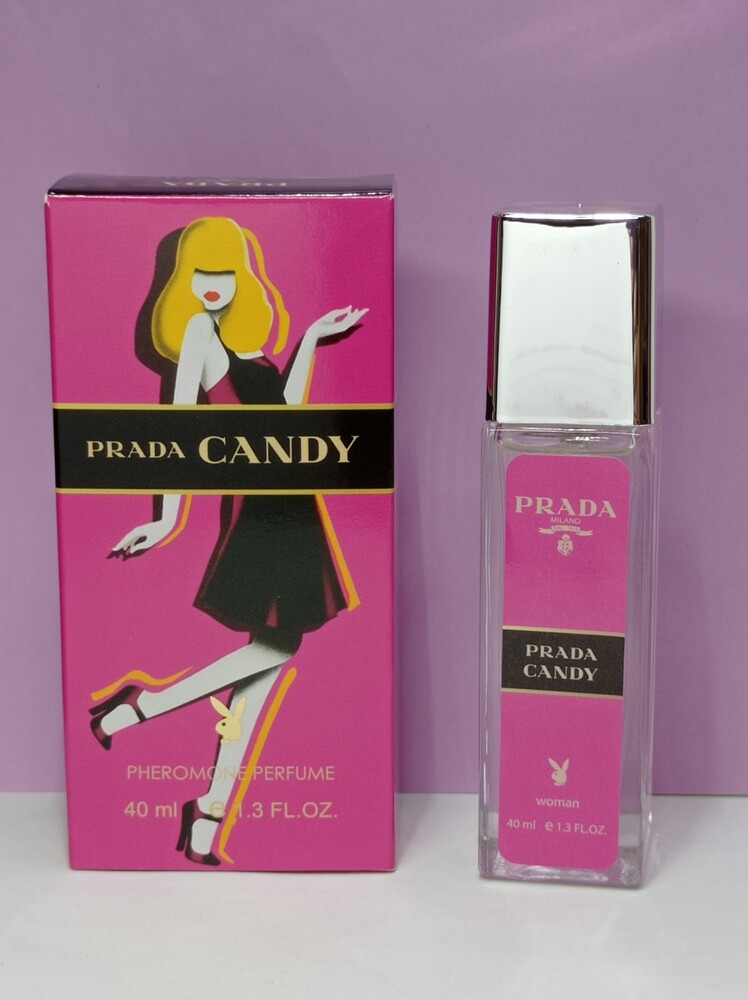 PRADA
PRADA CANDY
PHEROMONE PERFUME
40 ml e 1.3 FL.OZ.
PRADA
MILANO
PRADA
CANDY
woman
40 ml e 1.3 FL.OZ.